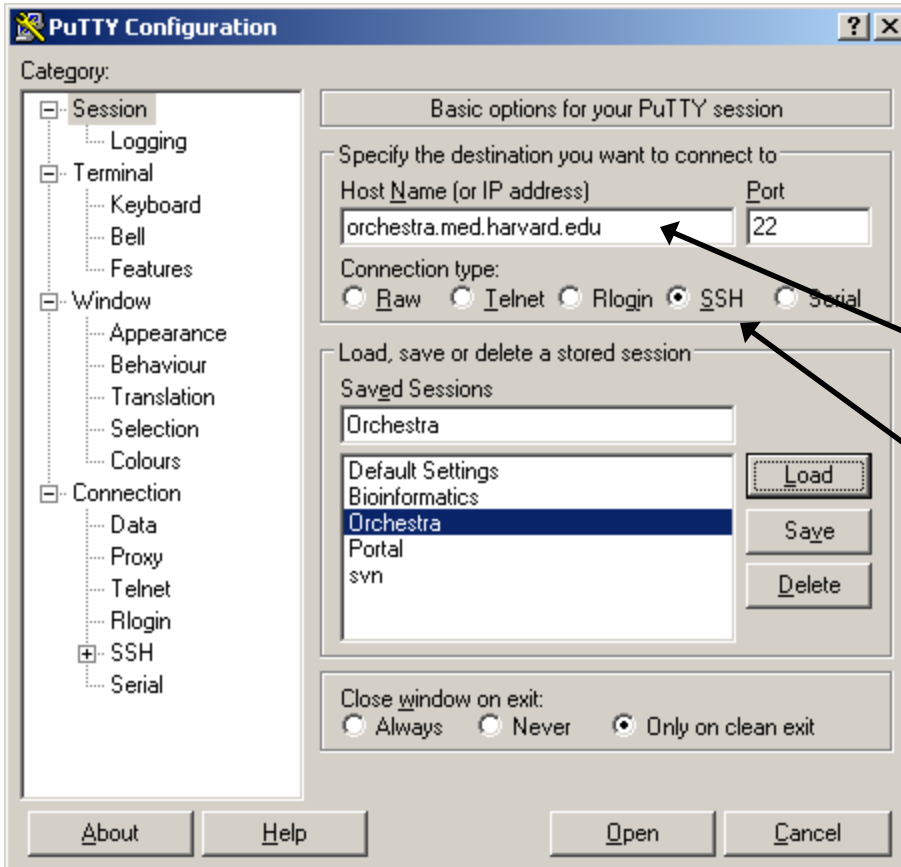 PuTTY Configuration
Category:
Session
Logging
Terminal
Keyboard
Bell
Features
Window
Appearance
Behaviour
Translation
Selection
Colours
Connection
Data
Proxy
Telnet
Rlogin
SSH
Serial
Basic options for your PuTTY session
Specify the destination you want to connect to
Host Name (or IP address) Port
orchestra.med.harvard.edu 22
Connection type:
Raw Telnet Rlogin SSH Serial
Load, save or delete a stored session
Saved Sessions
Orchestra
Default Settings
Bioinformatics
Orchestra
Portal
svn
Load
Save
Delete
Close window on exit:
Always Never Only on clean exit
About Help Open Cancel